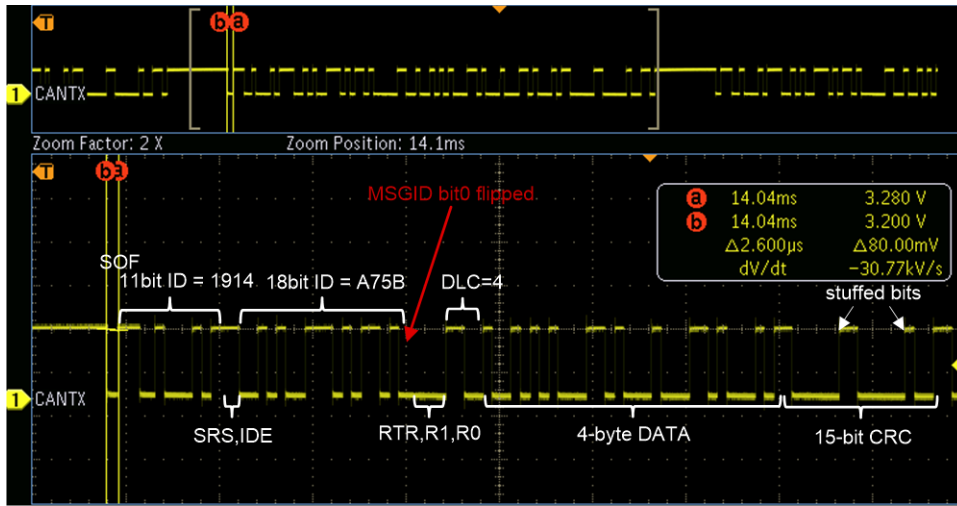 T
b a
1 CANTX
Zoom Factor: 2 X Zoom Position: 14.1ms
T
b a
MSGID bit0 flipped
a 14.04ms 3.280 V
b 14.04ms 3.200 V
Δ2.600µs Δ80.00mV
dV/dt −30.77kV/s
SOF
11bit ID = 1914 18bit ID = A75B DLC=4
stuffed bits
1 CANTX
SRS,IDE RTR,R1,R0 4-byte DATA 15-bit CRC